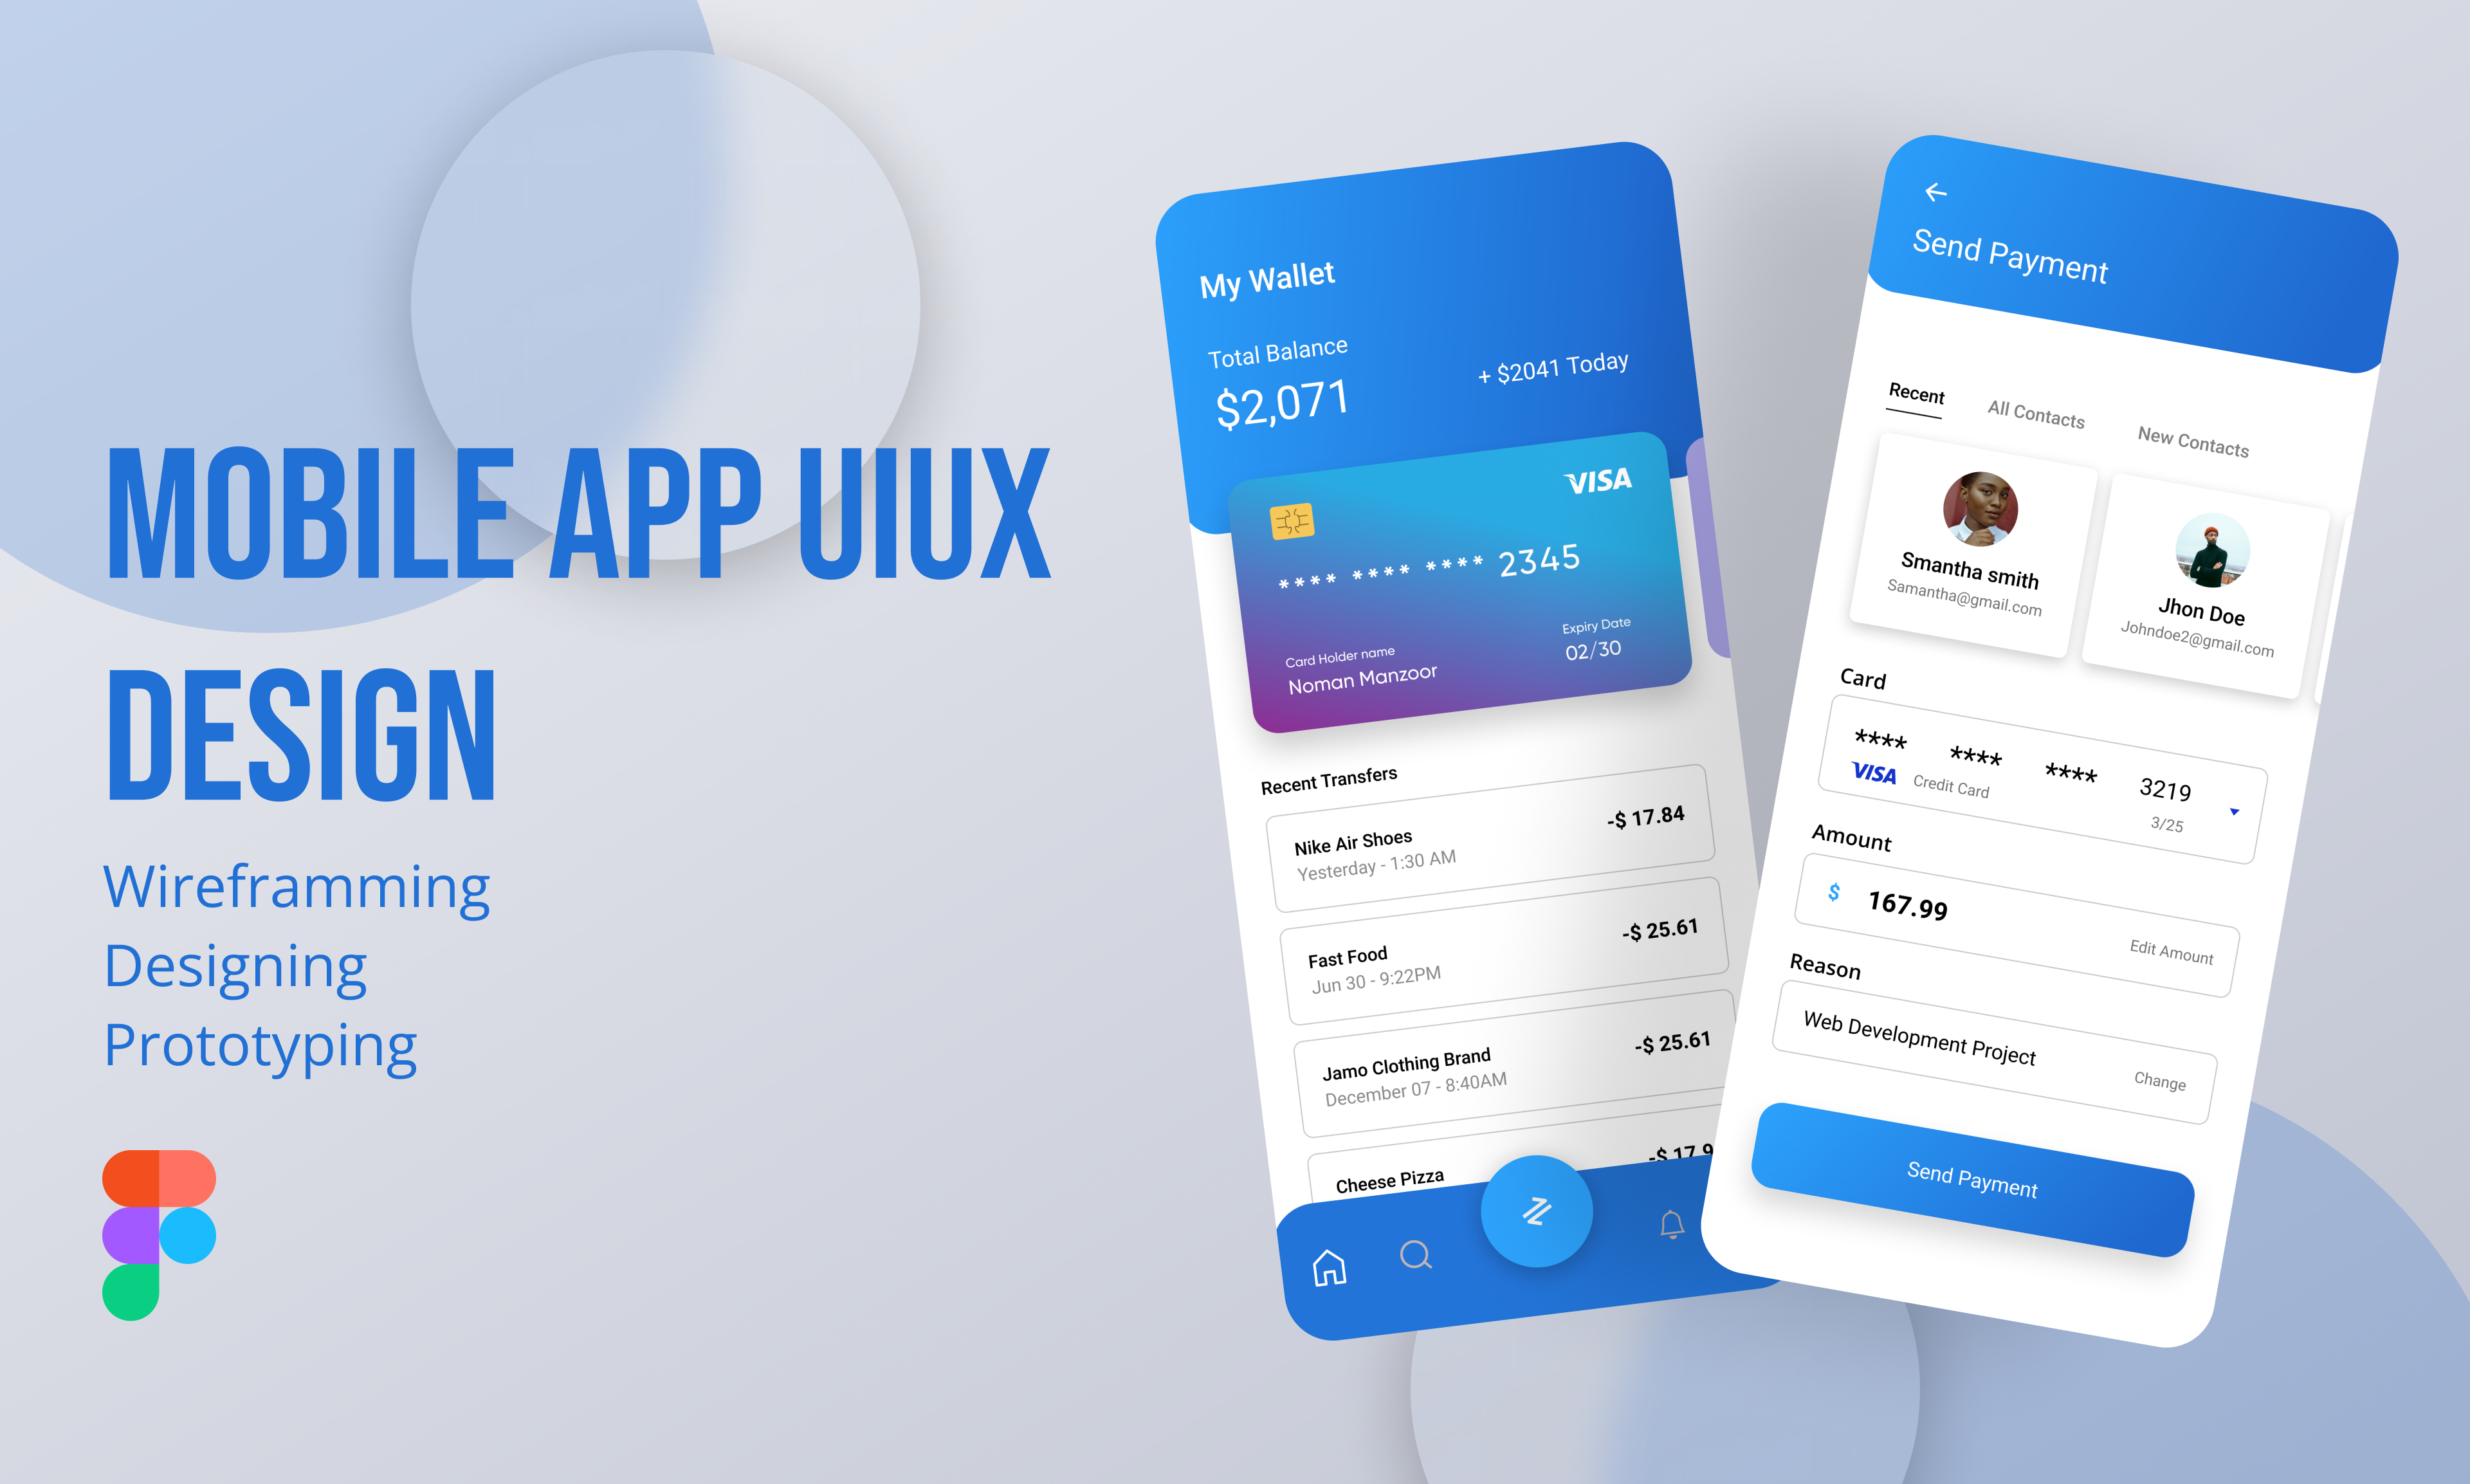 MOBILE APP UIUX
DESIGN
Wireframming
Designing
Prototyping
My Wallet
Total Balance
$2,071
+ $2041 Today
VISA
**** **** **** 2345
Card Holder name
Noman Manzoor
Expiry Date
02/30
Recent Transfers
Nike Air Shoes
-$ 17.84
Yesterday - 1:30 AM
Fast Food
-$ 25.61
Jun 30 - 9:22PM
Jamo Clothing Brand
-$ 25.61
December 07 - 8:40AM
Cheese Pizza
-$ 17.9
Send Payment
Recent
All Contacts
New Contacts
Smantha smith
Samantha@gmail.com
Jhon Doe
Johndoe2@gmail.com
Card
**** **** **** 3219
VISA Credit Card
3/25
Amount
$ 167.99
Edit Amount
Reason
Web Development Project
Change
Send Payment